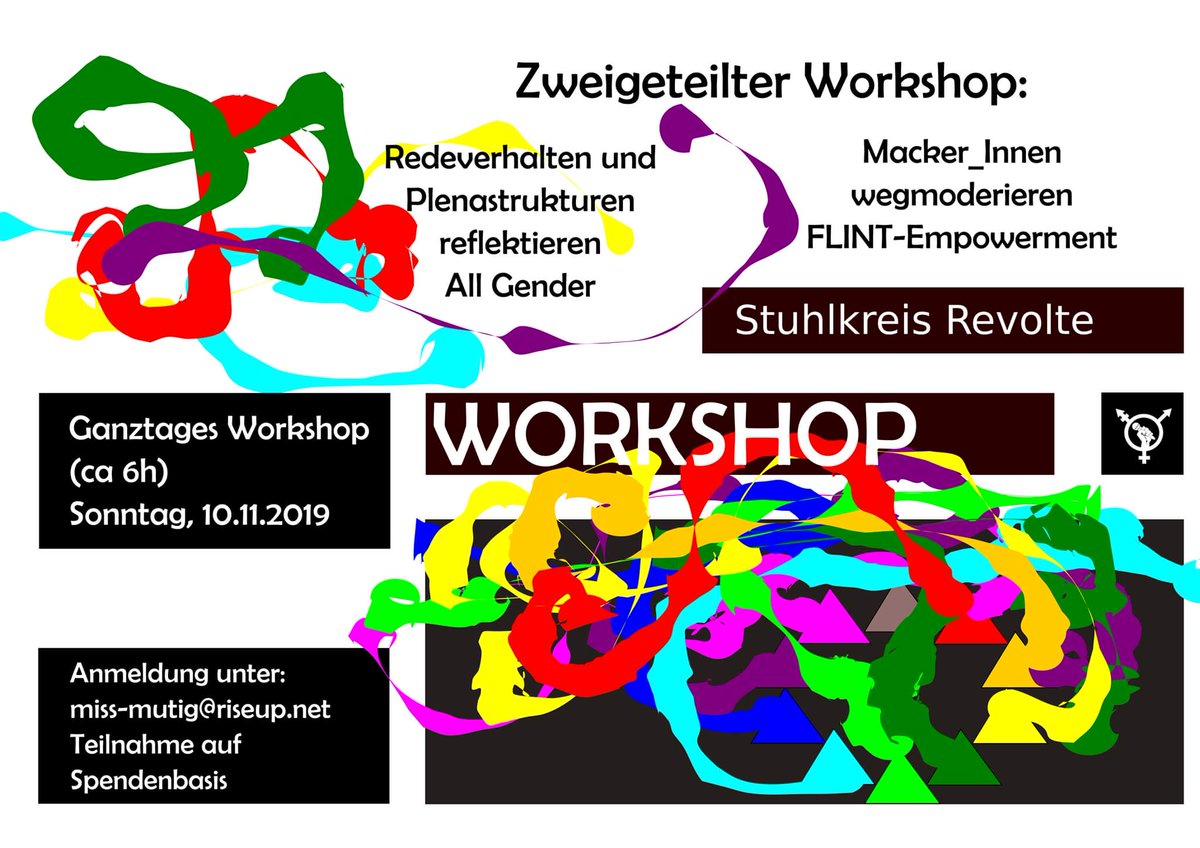 Zweigeteilter Workshop:
Redeverhalten und
Plenastrukturen
reflektieren
All Gender
Macker_Innen
wegmoderieren
FLINT-Empowerment
Stuhlkreis Revolte
Ganztages Workshop
(ca 6h)
Sonntag, 10.11.2019
WORKSHOP
Anmeldung unter:
miss-mutig@riseup.net
Teilnahme auf
Spendenbasis